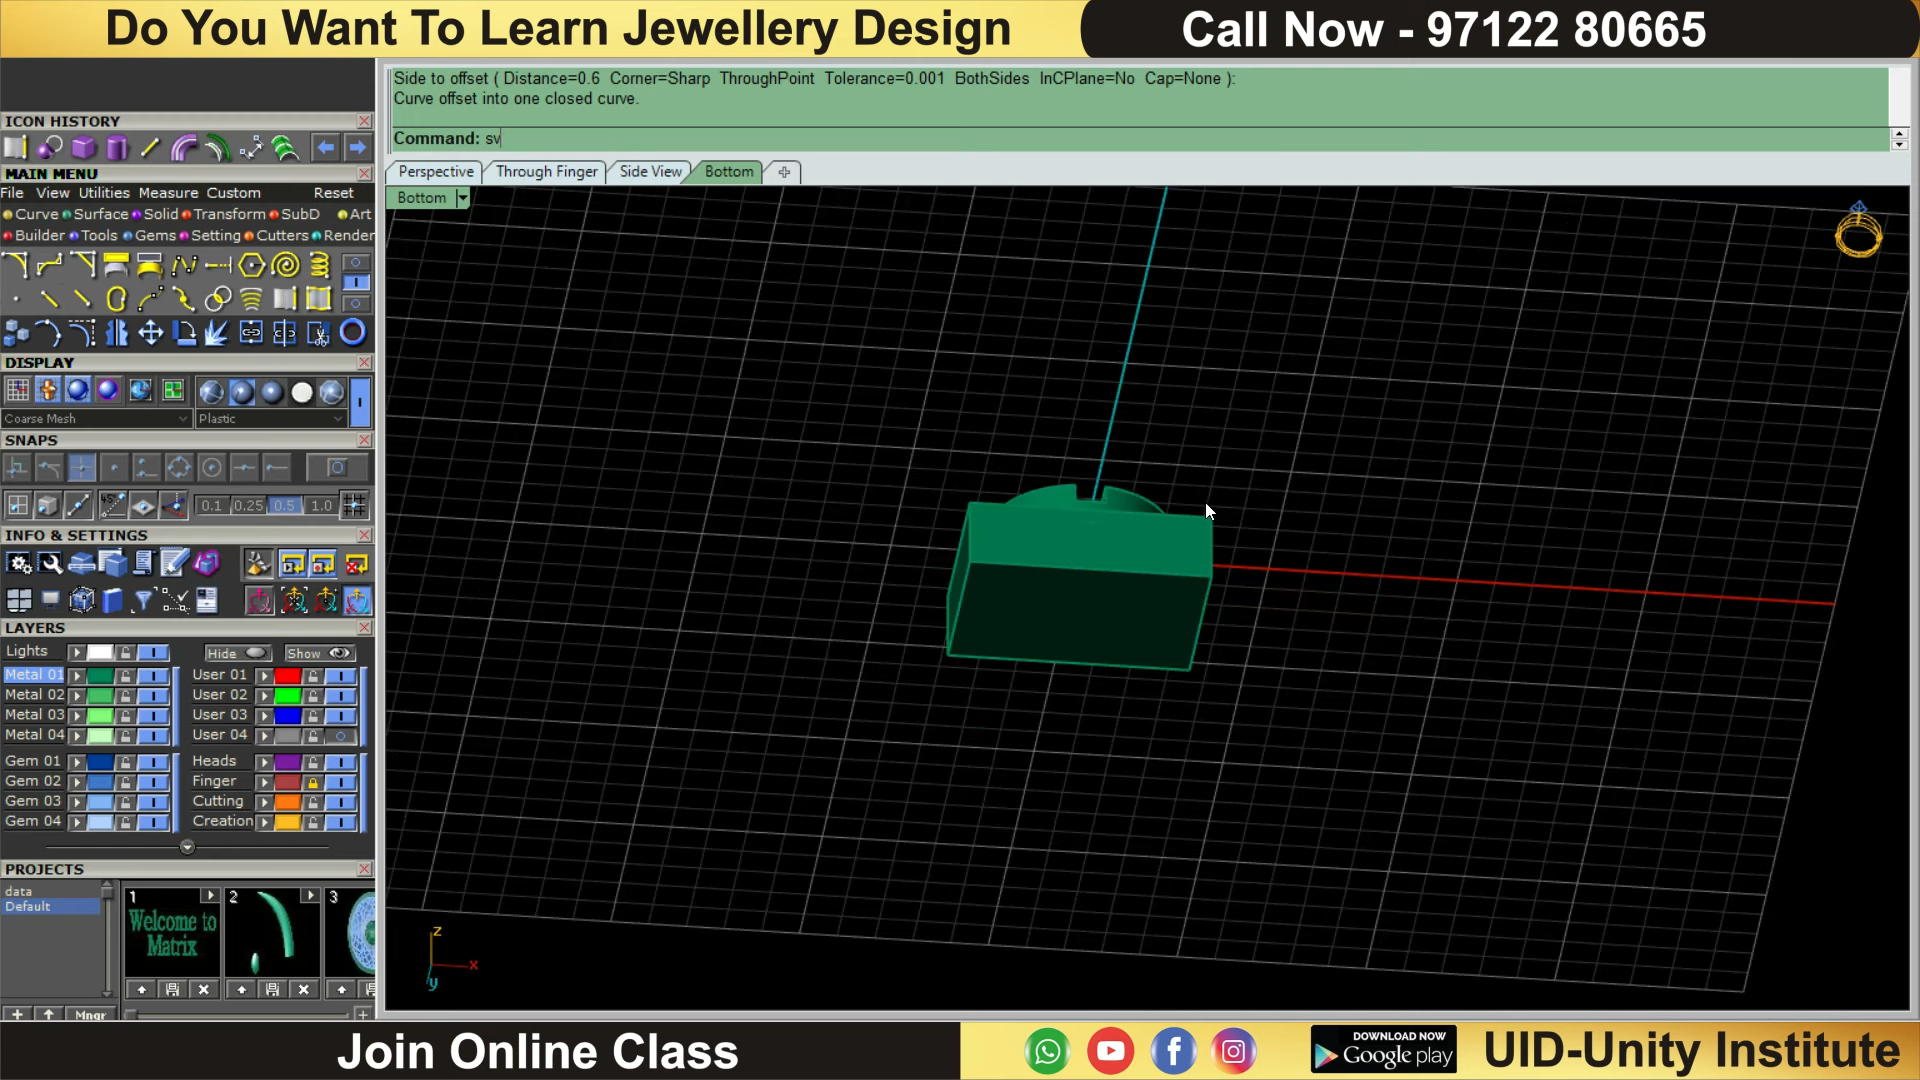 Do You Want To Learn Jewellery Design
Call Now - 97122 80665
Side to offset ( Distance=0.6 Corner=Sharp ThroughPoint Tolerance=0.001 BothSides InCPlane=No Cap=None ):
Curve offset into one closed curve.
Command: sv
Perspective Through Finger Side View Bottom
Bottom
ICON HISTORY
MAIN MENU
File View Utilities Measure Custom Reset
Curve Surface Solid Transform SubD Art
Builder Tools Gems Setting Cutters Render
DISPLAY
Coarse Mesh Plastic
SNAPS
45°
0.1 0.25 0.5 1.0
INFO & SETTINGS
LAYERS
Lights Hide Show
Metal 01 User 01
Metal 02 User 02
Metal 03 User 03
Metal 04 User 04
Gem 01 Heads
Gem 02 Finger
Gem 03 Cutting
Gem 04 Creation
PROJECTS
data
Default
1 2 3
Welcome to
Matrix
Mngr
z
x
y
Join Online Class
DOWNLOAD NOW
Google play
UID-Unity Institute